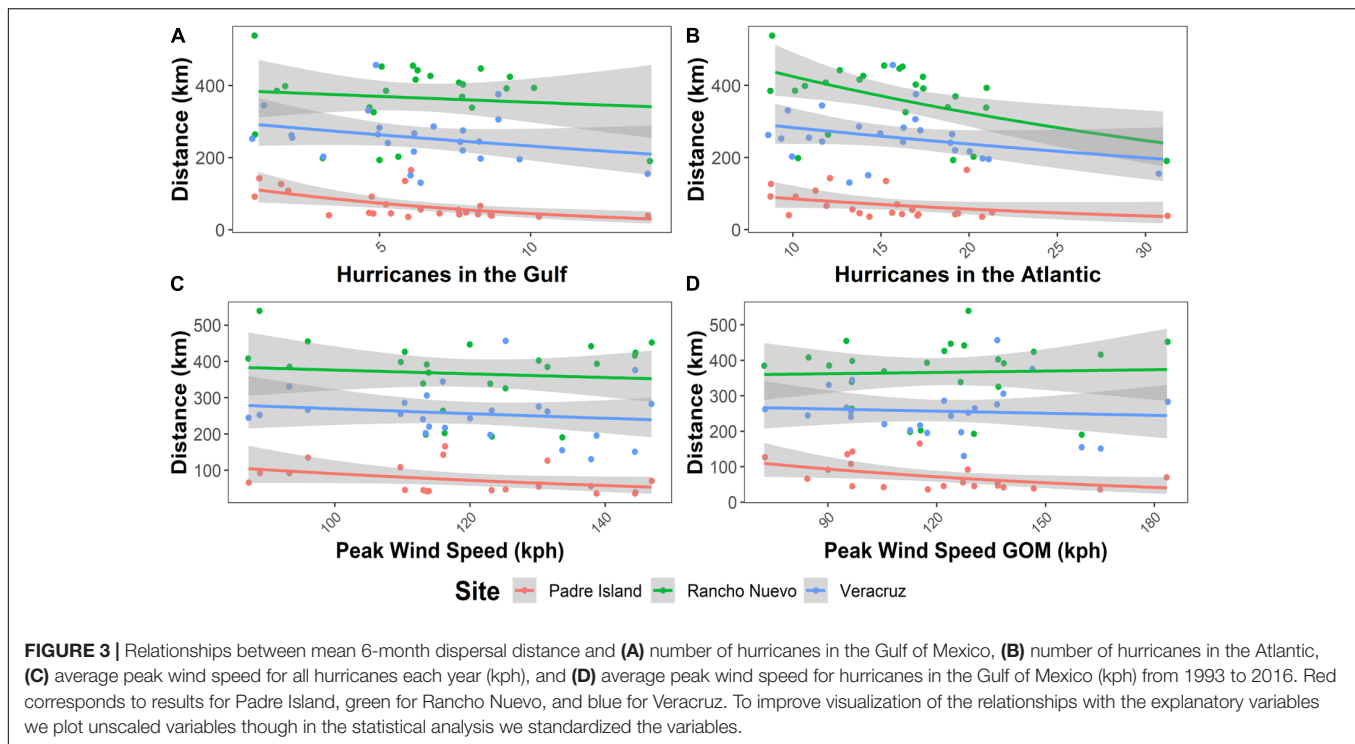 A
B
Distance (km)
400
200
0
5
10
Hurricanes in the Gulf
Distance (km)
400
200
0
10
15
20
25
30
Hurricanes in the Atlantic
C
D
Distance (km)
500
400
300
200
100
100
120
140
Peak Wind Speed (kph)
Distance (km)
500
400
300
200
100
0
90
120
150
180
Peak Wind Speed GOM (kph)
Site Padre Island Rancho Nuevo Veracruz
FIGURE 3 | Relationships between mean 6-month dispersal distance and (A) number of hurricanes in the Gulf of Mexico, (B) number of hurricanes in the Atlantic,
(C) average peak wind speed for all hurricanes each year (kph), and (D) average peak wind speed for hurricanes in the Gulf of Mexico (kph) from 1993 to 2016. Red
corresponds to results for Padre Island, green for Rancho Nuevo, and blue for Veracruz. To improve visualization of the relationships with the explanatory variables
we plot unscaled variables though in the statistical analysis we standardized the variables.